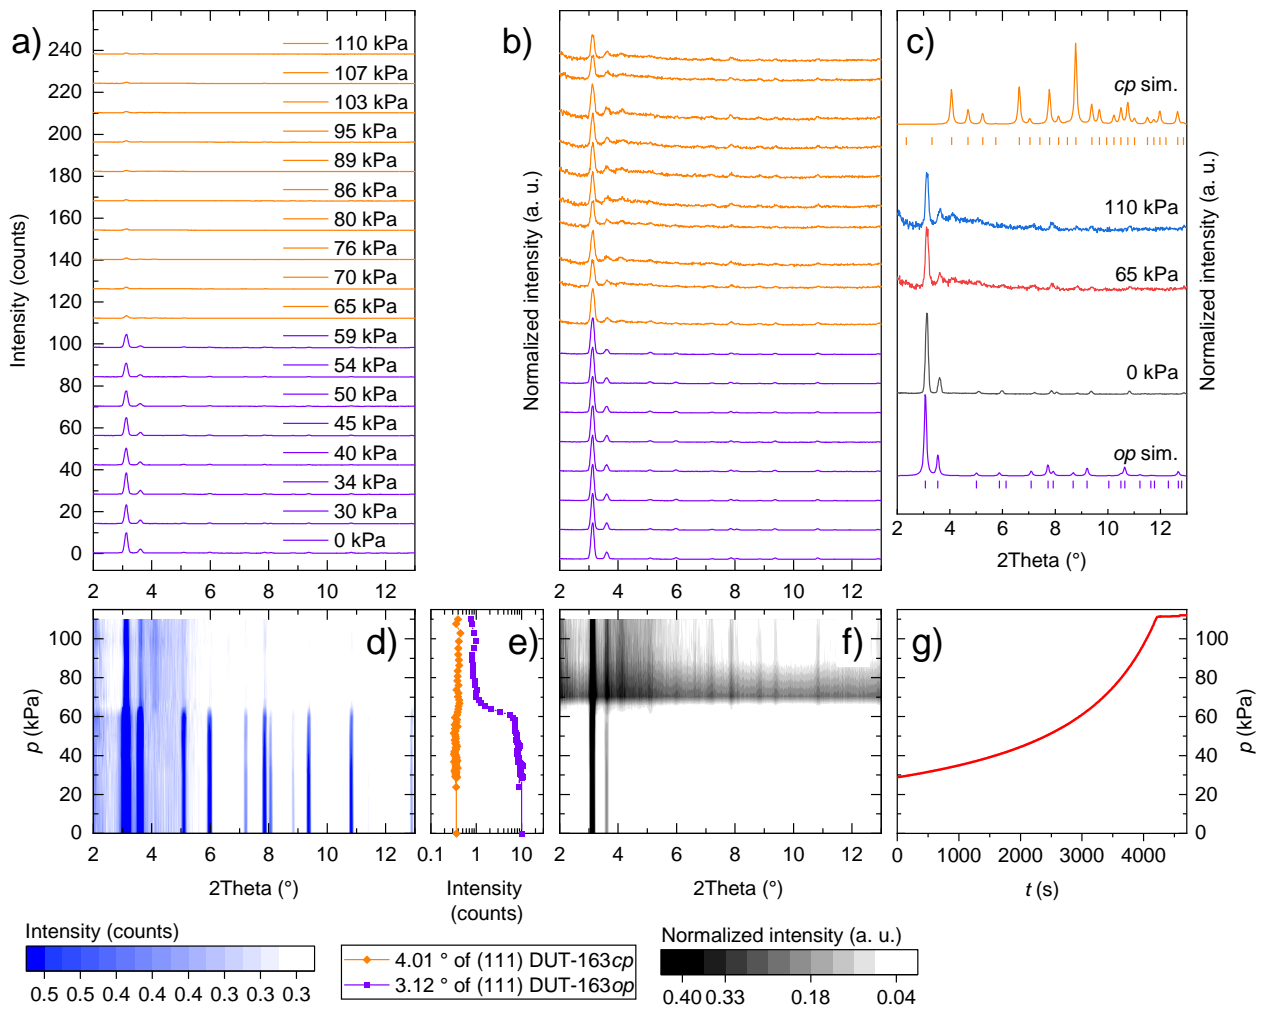 a)
240
220
200
180
160
140
120
100
80
60
40
20
0
Intensity (counts)
110 kPa
107 kPa
103 kPa
95 kPa
89 kPa
86 kPa
80 kPa
76 kPa
70 kPa
65 kPa
59 kPa
54 kPa
50 kPa
45 kPa
40 kPa
34 kPa
30 kPa
0 kPa
2 4 6 8 10 12
b)
Normalized intensity (a. u.)
2 4 6 8 10 12
c)
cp sim.
110 kPa
65 kPa
0 kPa
op sim.
Normalized intensity (a. u.)
2 4 6 8 10 12
2Theta (°)
d)
100
80
60
40
20
0
p (kPa)
2 4 6 8 10 12
2Theta (°)
e)
0.1 1 10
Intensity
(counts)
f)
2 4 6 8 10 12
2Theta (°)
g)
100
80
60
40
20
0
p (kPa)
0 1000 2000 3000 4000
t (s)
Intensity (counts)
0.5 0.5 0.4 0.4 0.4 0.3 0.3 0.3
4.01 ° of (111) DUT-163cp
3.12 ° of (111) DUT-163op
Normalized intensity (a. u.)
0.40 0.33 0.18 0.04